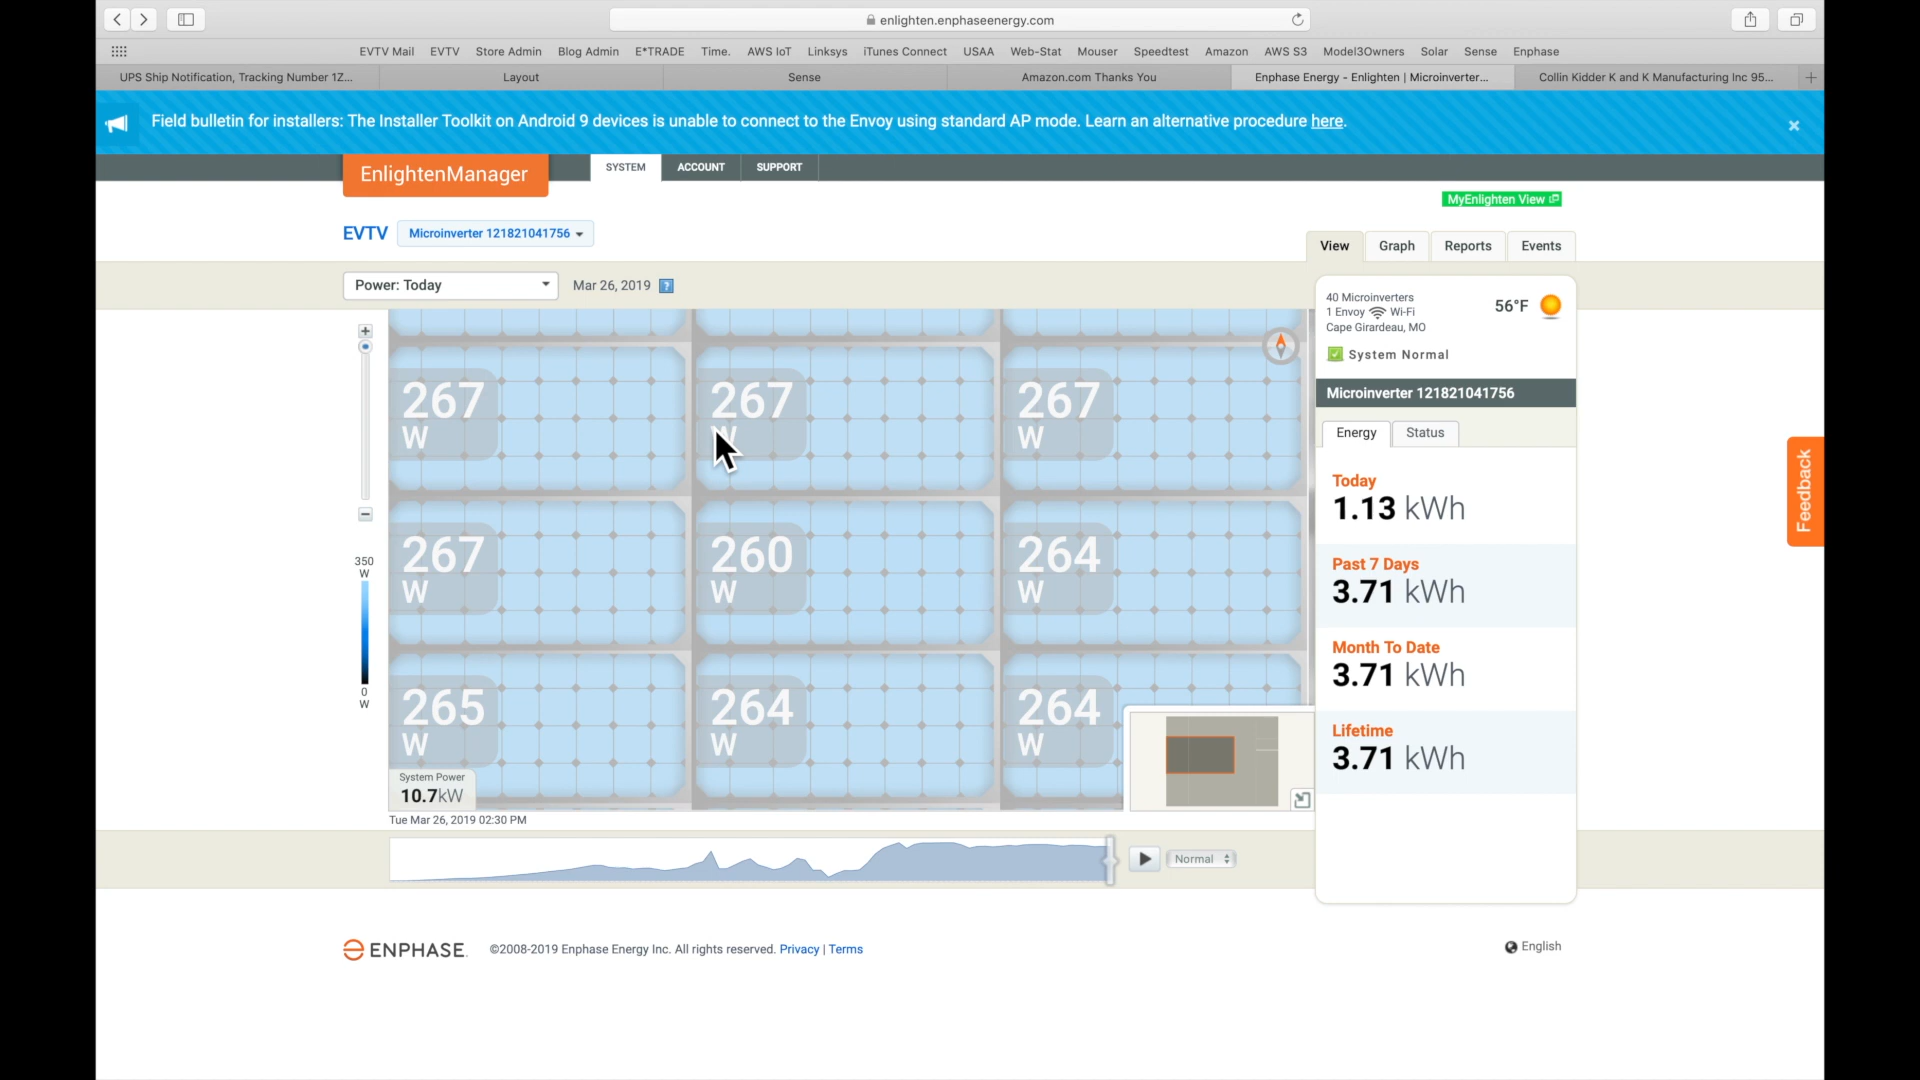 enlighten.enphaseenergy.com
EVTV Mail EVTV Store Admin Blog Admin E*TRADE Time. AWS IoT Linksys iTunes Connect USAA Web-Stat Mouser Speedtest Amazon AWS S3 Model3Owners Solar Sense Enphase
UPS Ship Notification, Tracking Number 1Z... Layout Sense Amazon.com Thanks You Enphase Energy - Enlighten | Microinverter... Collin Kidder K and K Manufacturing Inc 95...
Field bulletin for installers: The Installer Toolkit on Android 9 devices is unable to connect to the Envoy using standard AP mode. Learn an alternative procedure here.
EnlightenManager SYSTEM ACCOUNT SUPPORT
MyEnlighten View
EVTV Microinverter 121821041756
View Graph Reports Events
Power: Today Mar 26, 2019 ?
40 Microinverters
1 Envoy Wi-Fi
Cape Girardeau, MO
56°F
System Normal
Microinverter 121821041756
Energy Status
Today
1.13 kWh
Past 7 Days
3.71 kWh
Month To Date
3.71 kWh
Lifetime
3.71 kWh
267 W 267 W 267 W
267 W 260 W 264 W
265 W 264 W 264 W
350
W
0
W
System Power
10.7kW
Tue Mar 26, 2019 02:30 PM
Normal
Feedback
ENPHASE. ©2008-2019 Enphase Energy Inc. All rights reserved. Privacy | Terms
English